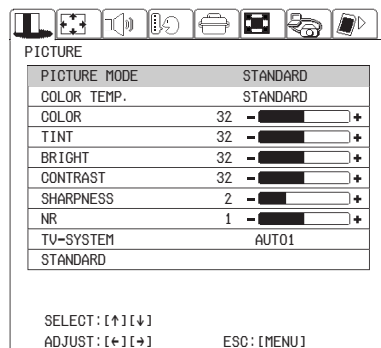 PICTURE
PICTURE MODE STANDARD
COLOR TEMP. STANDARD
COLOR 32 - +
TINT 32 - +
BRIGHT 32 - +
CONTRAST 32 - +
SHARPNESS 2 - +
NR 1 - +
TV-SYSTEM AUTO1
STANDARD
SELECT:[↑][↓]
ADJUST:[←][→] ESC:[MENU]